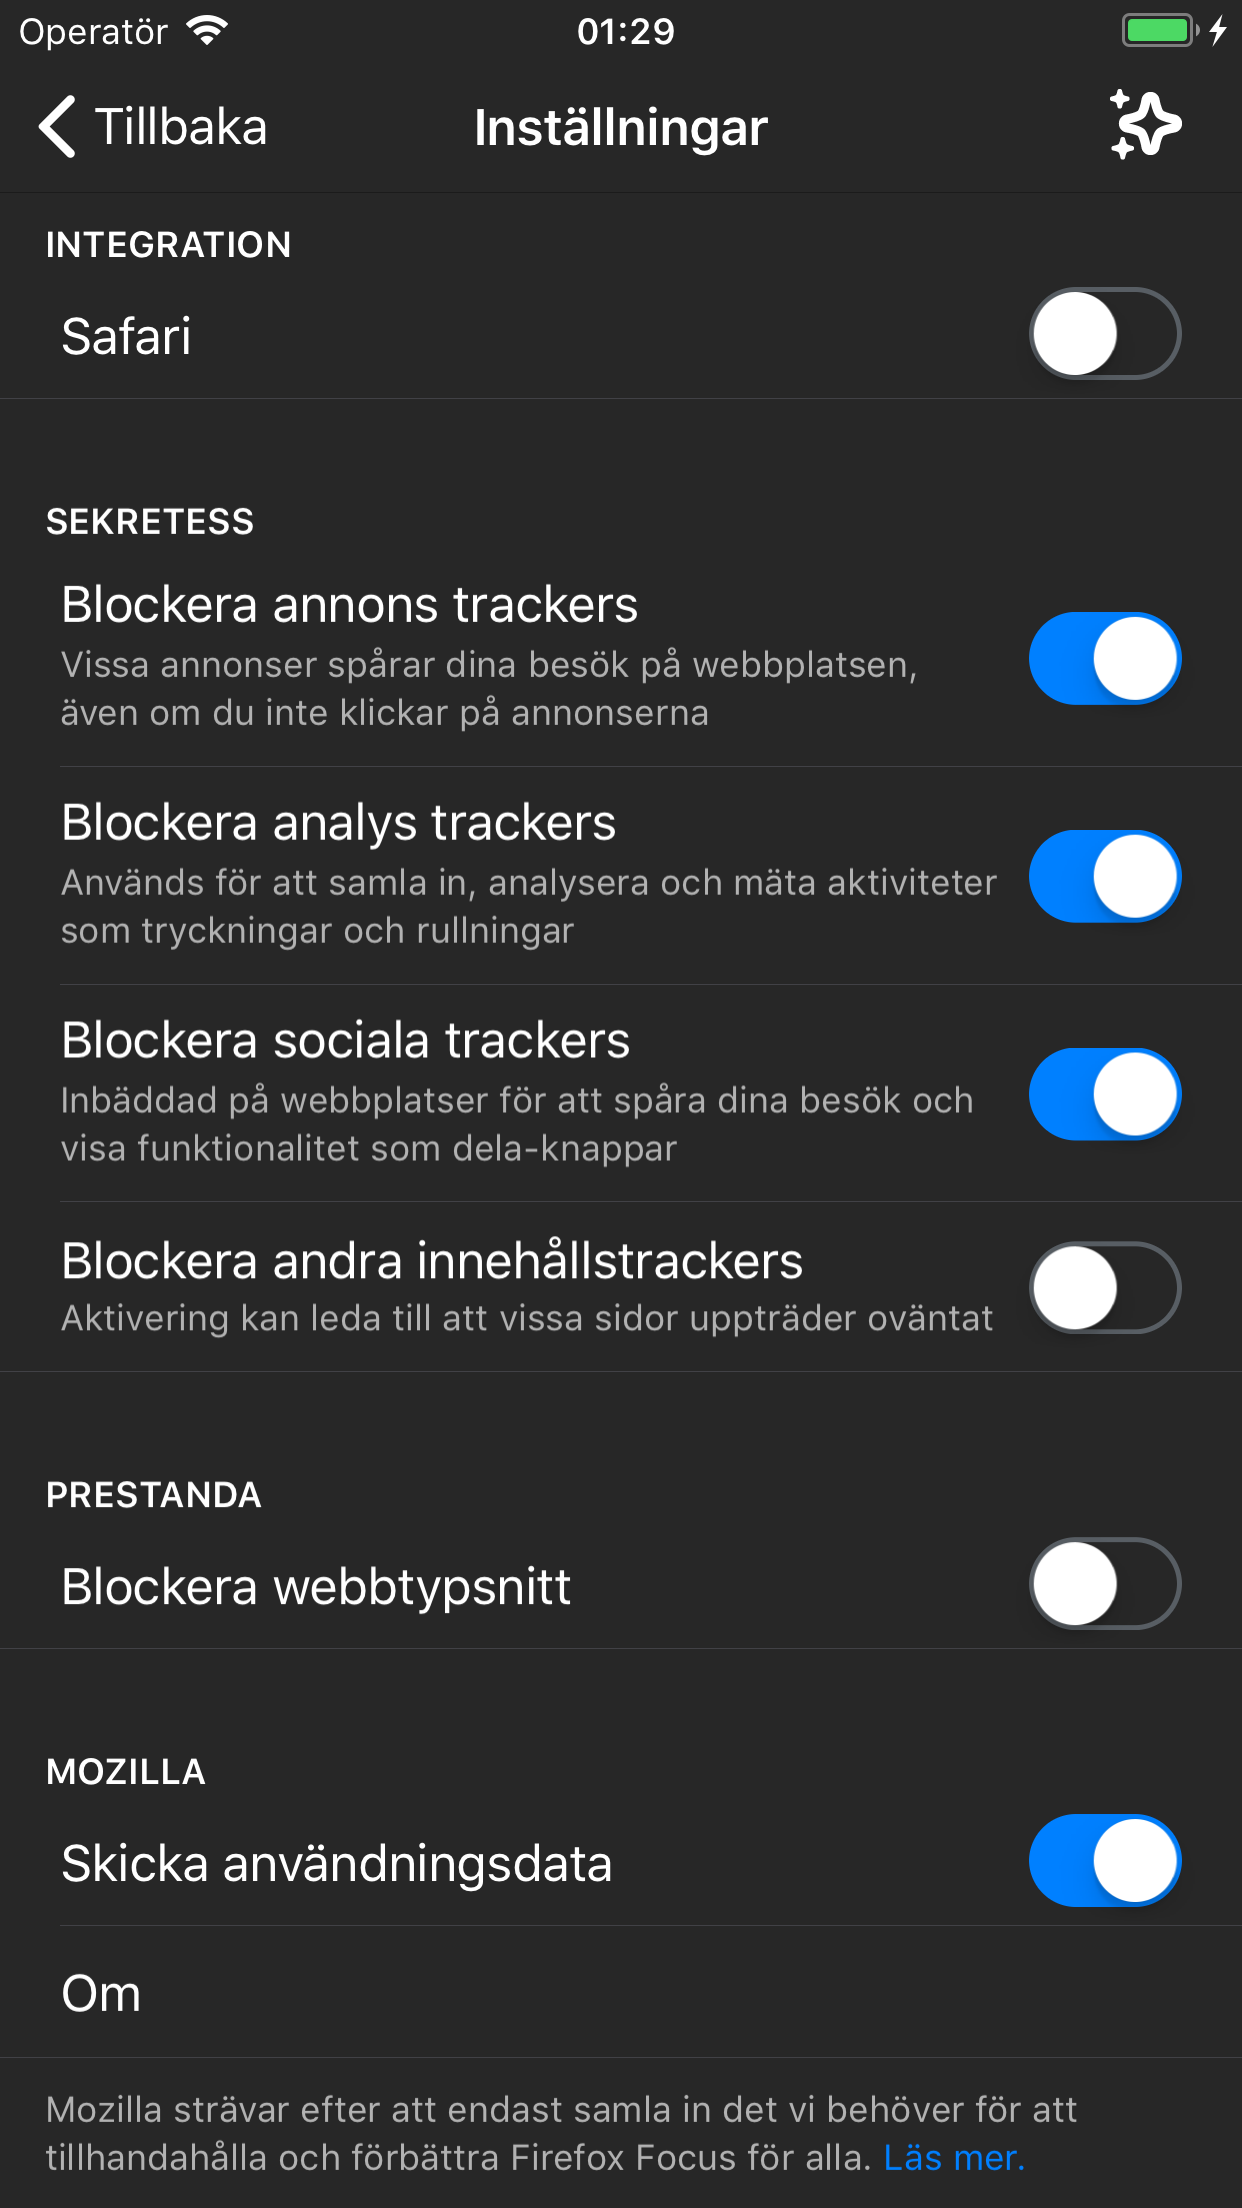 Operatör
01:29
Tillbaka
Inställningar
INTEGRATION
Safari
SEKRETESS
Blockera annons trackers
Vissa annonser spårar dina besök på webbplatsen,
även om du inte klickar på annonserna
Blockera analys trackers
Används för att samla in, analysera och mäta aktiviteter
som tryckningar och rullningar
Blockera sociala trackers
Inbäddad på webbplatser för att spåra dina besök och
visa funktionalitet som dela-knappar
Blockera andra innehållstrackers
Aktivering kan leda till att vissa sidor uppträder oväntat
PRESTANDA
Blockera webbtypsnitt
MOZILLA
Skicka användningsdata
Om
Mozilla strävar efter att endast samla in det vi behöver för att
tillhandahålla och förbättra Firefox Focus för alla. Läs mer.